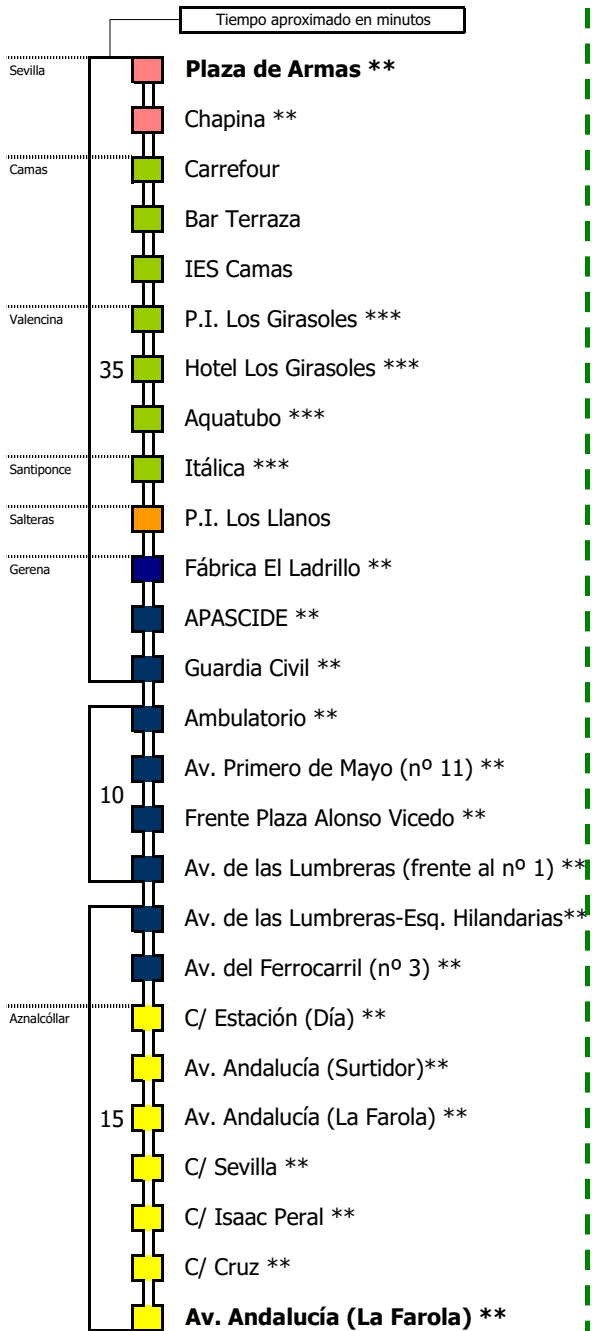 Tiempo aproximado en minutos
Sevilla
Plaza de Armas **
Chapina **
Camas
Carrefour
Bar Terraza
IES Camas
Valencina
P.I. Los Girasoles ***
35
Hotel Los Girasoles ***
Aquatubo ***
Santiponce
Itálica ***
Salteras
P.I. Los Llanos
Gerena
Fábrica El Ladrillo **
APASCIDE **
Guardia Civil **
Ambulatorio **
Av. Primero de Mayo (nº 11) **
10
Frente Plaza Alonso Vicedo **
Av. de las Lumbreras (frente al nº 1) **
Av. de las Lumbreras-Esq. Hilandarias**
Av. del Ferrocarril (nº 3) **
Aznalcóllar
C/ Estación (Día) **
Av. Andalucía (Surtidor)**
15
Av. Andalucía (La Farola) **
C/ Sevilla **
C/ Isaac Peral **
C/ Cruz **
Av. Andalucía (La Farola) **